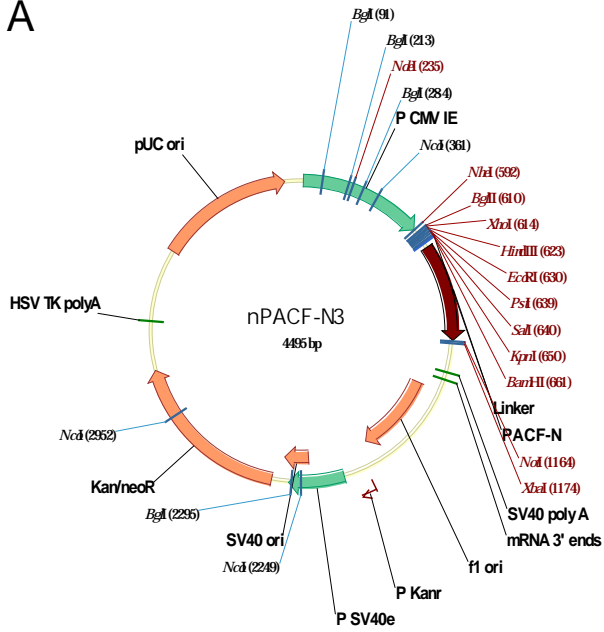 A
BglI (91)
BglI (213)
NdeI (235)
BglI (284)
P CMV IE
NcoI (361)
pUC ori
NheI (592)
BglII (610)
XhoI (614)
HindIII (623)
EcoRI (630)
PsiI (639)
SalI (640)
KpnI (650)
BamHI (661)
HSV TK polyA
nPACF-N3
4495 bp
Linker
PACF-N
NcoI (2952)
NotI (1164)
Kan/neoR
XbaI (1174)
BglI (2295)
SV40 poly A
SV40 ori
mRNA 3' ends
NcoI (2249)
f1 ori
P Kanr
P SV40e